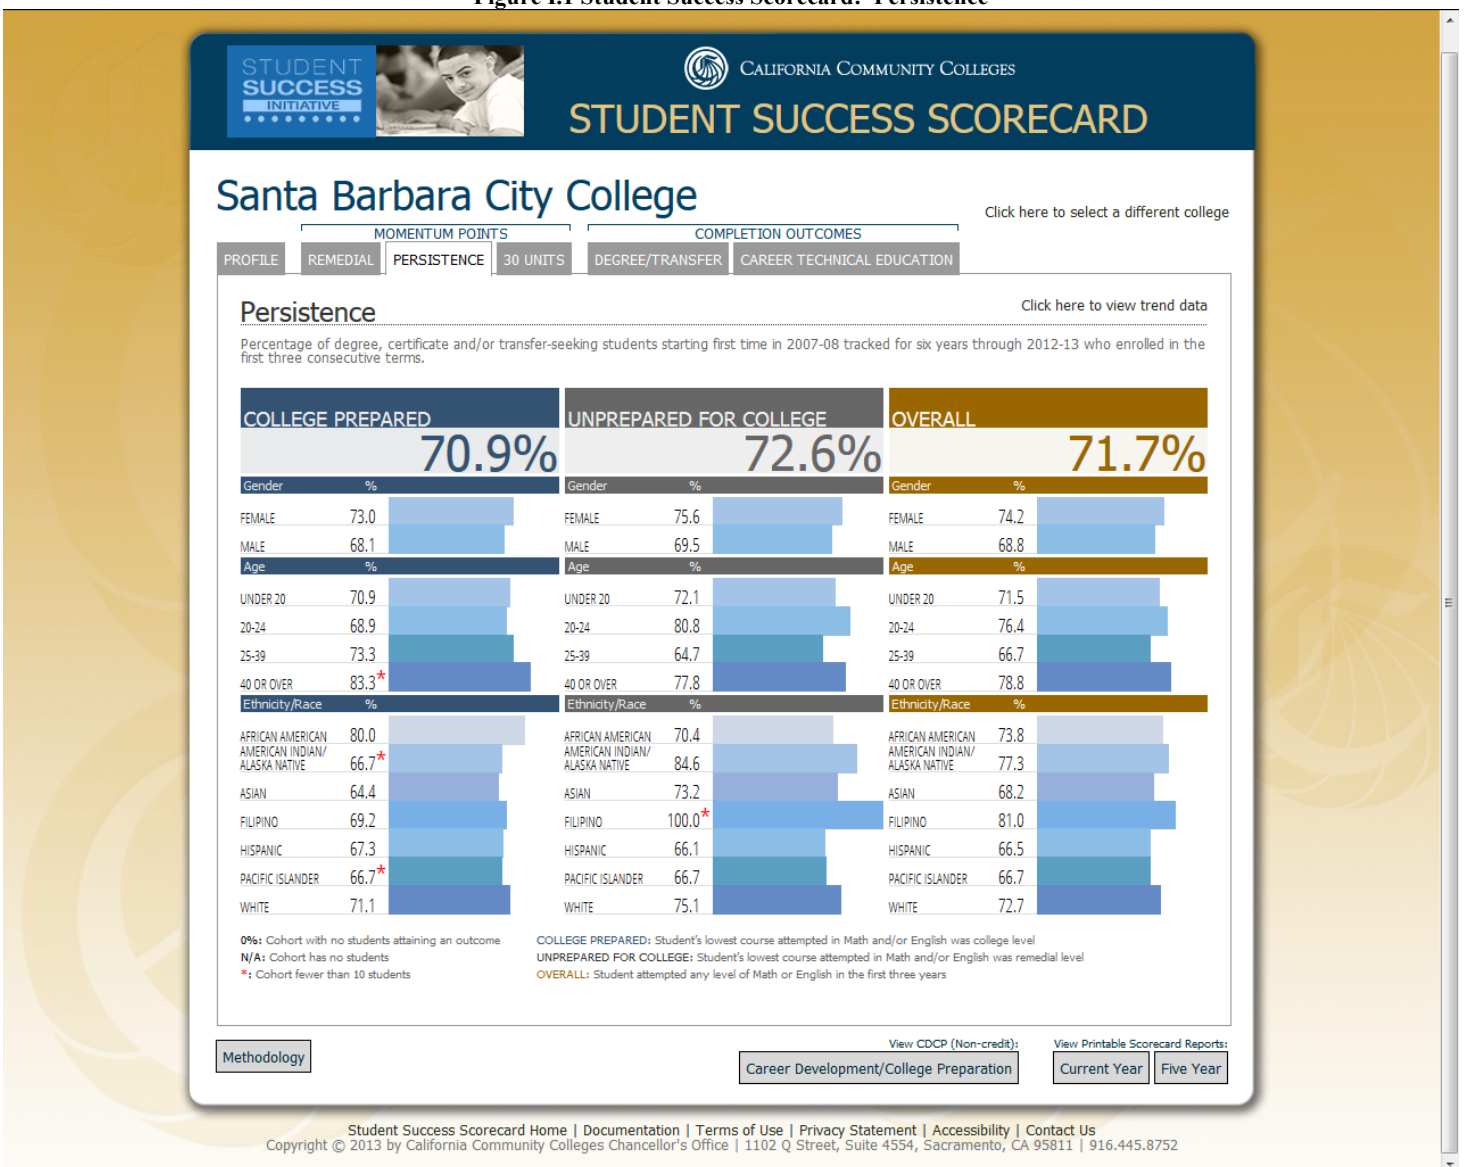 Figure I.1 Student Success Scorecard: Persistence
STUDENT
SUCCESS
INITIATIVE
CALIFORNIA COMMUNITY COLLEGES
STUDENT SUCCESS SCORECARD
Santa Barbara City College
Click here to select a different college
MOMENTUM POINTS COMPLETION OUTCOMES
PROFILE REMEDIAL PERSISTENCE 30 UNITS DEGREE/TRANSFER CAREER TECHNICAL EDUCATION
Persistence
Click here to view trend data
Percentage of degree, certificate and/or transfer-seeking students starting first time in 2007-08 tracked for six years through 2012-13 who enrolled in the
first three consecutive terms.
COLLEGE PREPARED UNPREPARED FOR COLLEGE OVERALL
70.9% 72.6% 71.7%
Gender % Gender % Gender %
FEMALE 73.0 FEMALE 75.6 FEMALE 74.2
MALE 68.1 MALE 69.5 MALE 68.8
Age % Age % Age %
UNDER 20 70.9 UNDER 20 72.1 UNDER 20 71.5
20-24 68.9 20-24 80.8 20-24 76.4
25-39 73.3 25-39 64.7 25-39 66.7
40 OR OVER 83.3* 40 OR OVER 77.8 40 OR OVER 78.8
Ethnicity/Race % Ethnicity/Race % Ethnicity/Race %
AFRICAN AMERICAN 80.0 AFRICAN AMERICAN 70.4 AFRICAN AMERICAN 73.8
AMERICAN INDIAN/ AMERICAN INDIAN/ AMERICAN INDIAN/
ALASKA NATIVE 66.7* ALASKA NATIVE 84.6 ALASKA NATIVE 77.3
ASIAN 64.4 ASIAN 73.2 ASIAN 68.2
FILIPINO 69.2 FILIPINO 100.0* FILIPINO 81.0
HISPANIC 67.3 HISPANIC 66.1 HISPANIC 66.5
PACIFIC ISLANDER 66.7* PACIFIC ISLANDER 66.7 PACIFIC ISLANDER 66.7
WHITE 71.1 WHITE 75.1 WHITE 72.7
0%: Cohort with no students attaining an outcome COLLEGE PREPARED: Student's lowest course attempted in Math and/or English was college level
N/A: Cohort has no students UNPREPARED FOR COLLEGE: Student's lowest course attempted in Math and/or English was remedial level
*: Cohort fewer than 10 students OVERALL: Student attempted any level of Math or English in the first three years
View CDCP (Non-credit): View Printable Scorecard Reports:
Methodology Career Development/College Preparation Current Year Five Year
Student Success Scorecard Home | Documentation | Terms of Use | Privacy Statement | Accessibility | Contact Us
Copyright © 2013 by California Community Colleges Chancellor's Office | 1102 Q Street, Suite 4554, Sacramento, CA 95811 | 916.445.8752